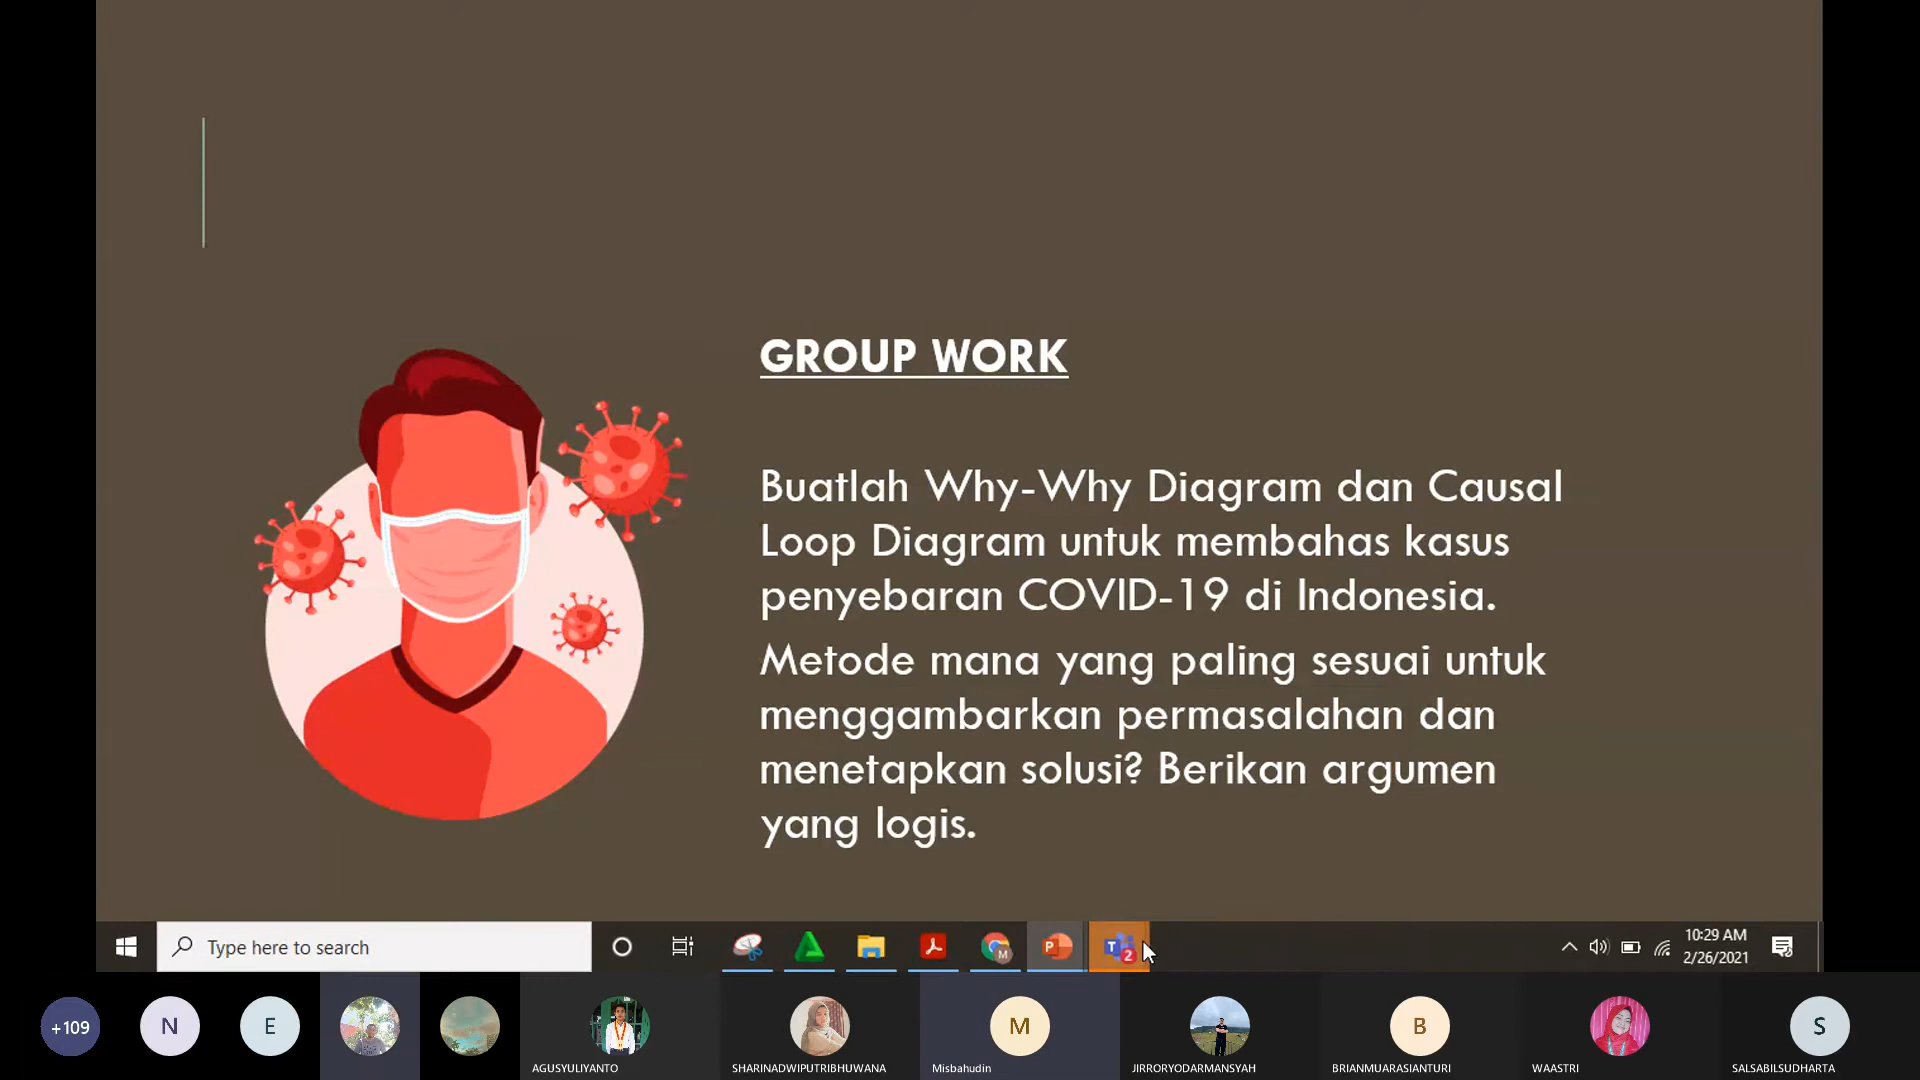 GROUP WORK
Buatlah Why-Why Diagram dan Causal
Loop Diagram untuk membahas kasus
penyebaran COVID-19 di Indonesia.
Metode mana yang paling sesuai untuk
menggambarkan permasalahan dan
menetapkan solusi? Berikan argumen
yang logis.
Type here to search
M
P
T
2
10:29 AM
2/26/2021
+109
N
E
M
B
S
AGUSYULIYANTO
SHARINADWIPUTRIBHUWANA
Misbahudin
JIRRORYODARMANSYAH
BRIANMUARASIANTURI
WAASTRI
SALSABILSUDHARTA